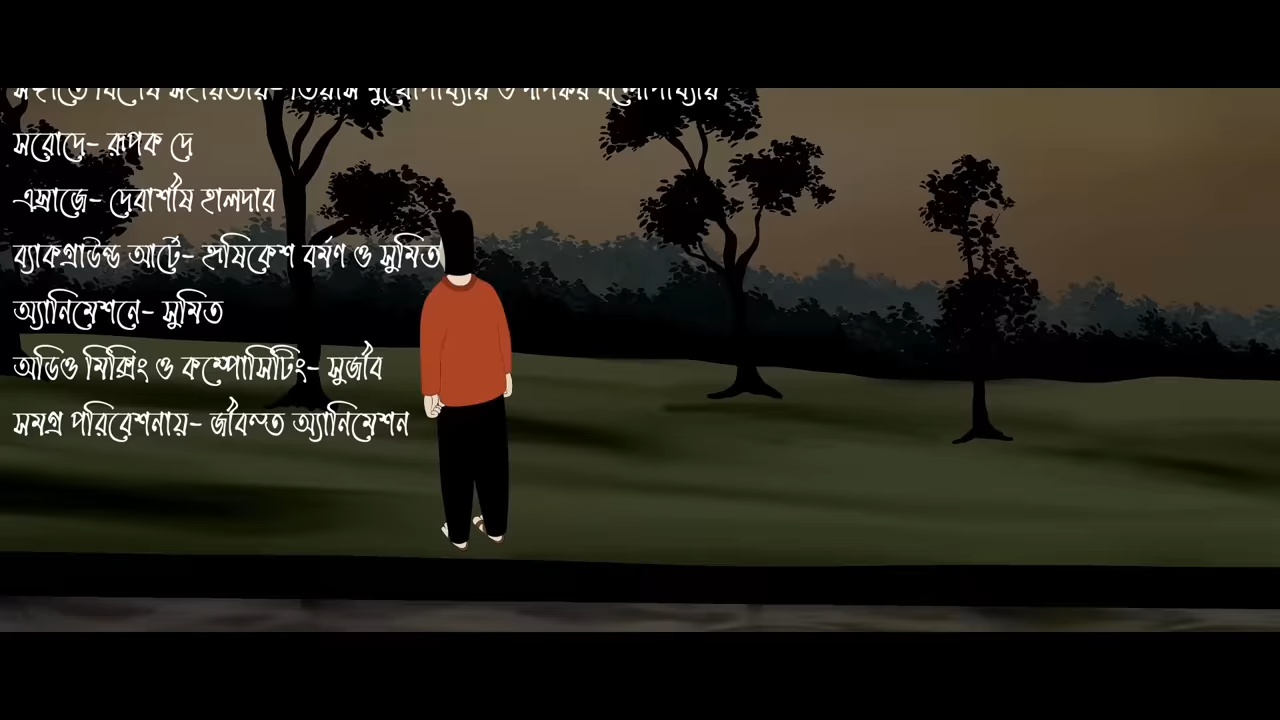 সরোদে- রূপক দে
এস্রাজে- দেবাশীষ হালদার
ব্যাকগ্রাউন্ড আর্টে- হৃষিকেশ বর্মণ ও সুমিত
অ্যানিমেশনে- সুমিত
অডিও মিক্সিং ও কম্পোসিটিং- সুজীব
সমগ্র পরিবেশনায়- জীবন্ত অ্যানিমেশন